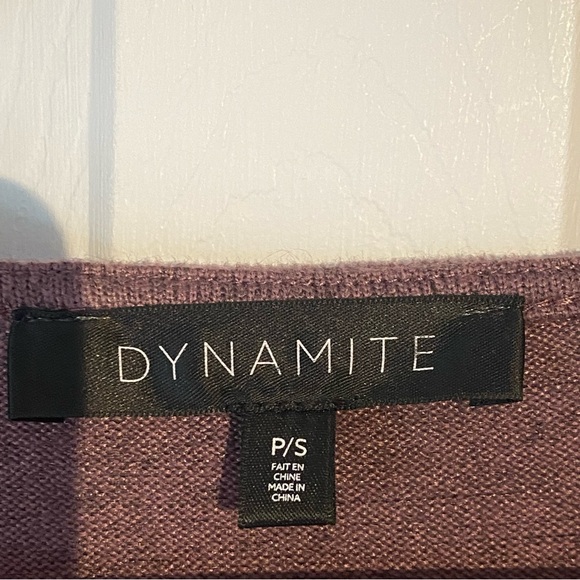 DYNAMITE
P/S
FAIT EN
CHINE
MADE IN
CHINA